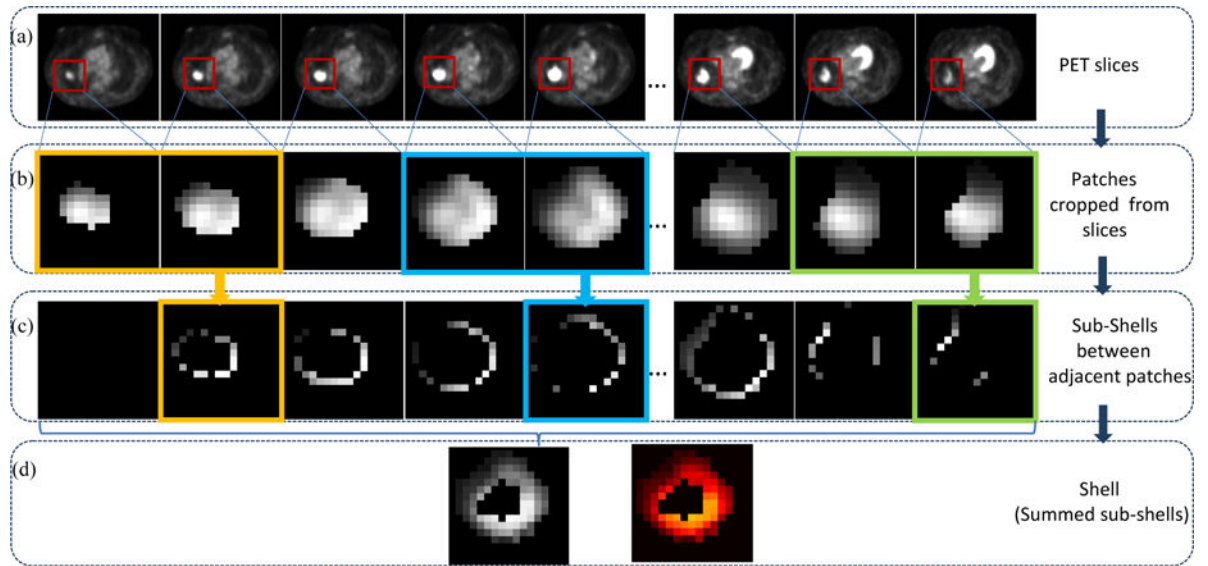 (a)
PET slices
...
(b)
Patches
cropped from
slices
...
(c)
Sub-Shells
between
adjacent patches
...
(d)
Shell
(Summed sub-shells)